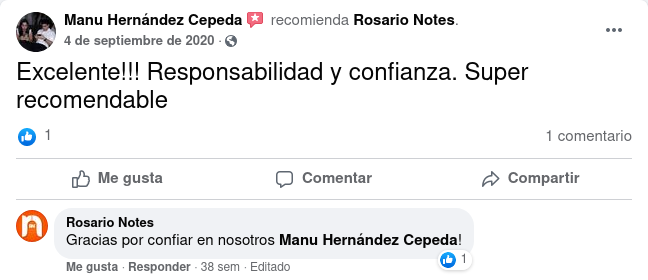 Manu Hernández Cepeda recomienda Rosario Notes.
4 de septiembre de 2020 ·
Excelente!!! Responsabilidad y confianza. Super
recomendable
1 1 comentario
Me gusta Comentar Compartir
Rosario Notes
Gracias por confiar en nosotros Manu Hernández Cepeda!
1
Me gusta · Responder · 38 sem · Editado